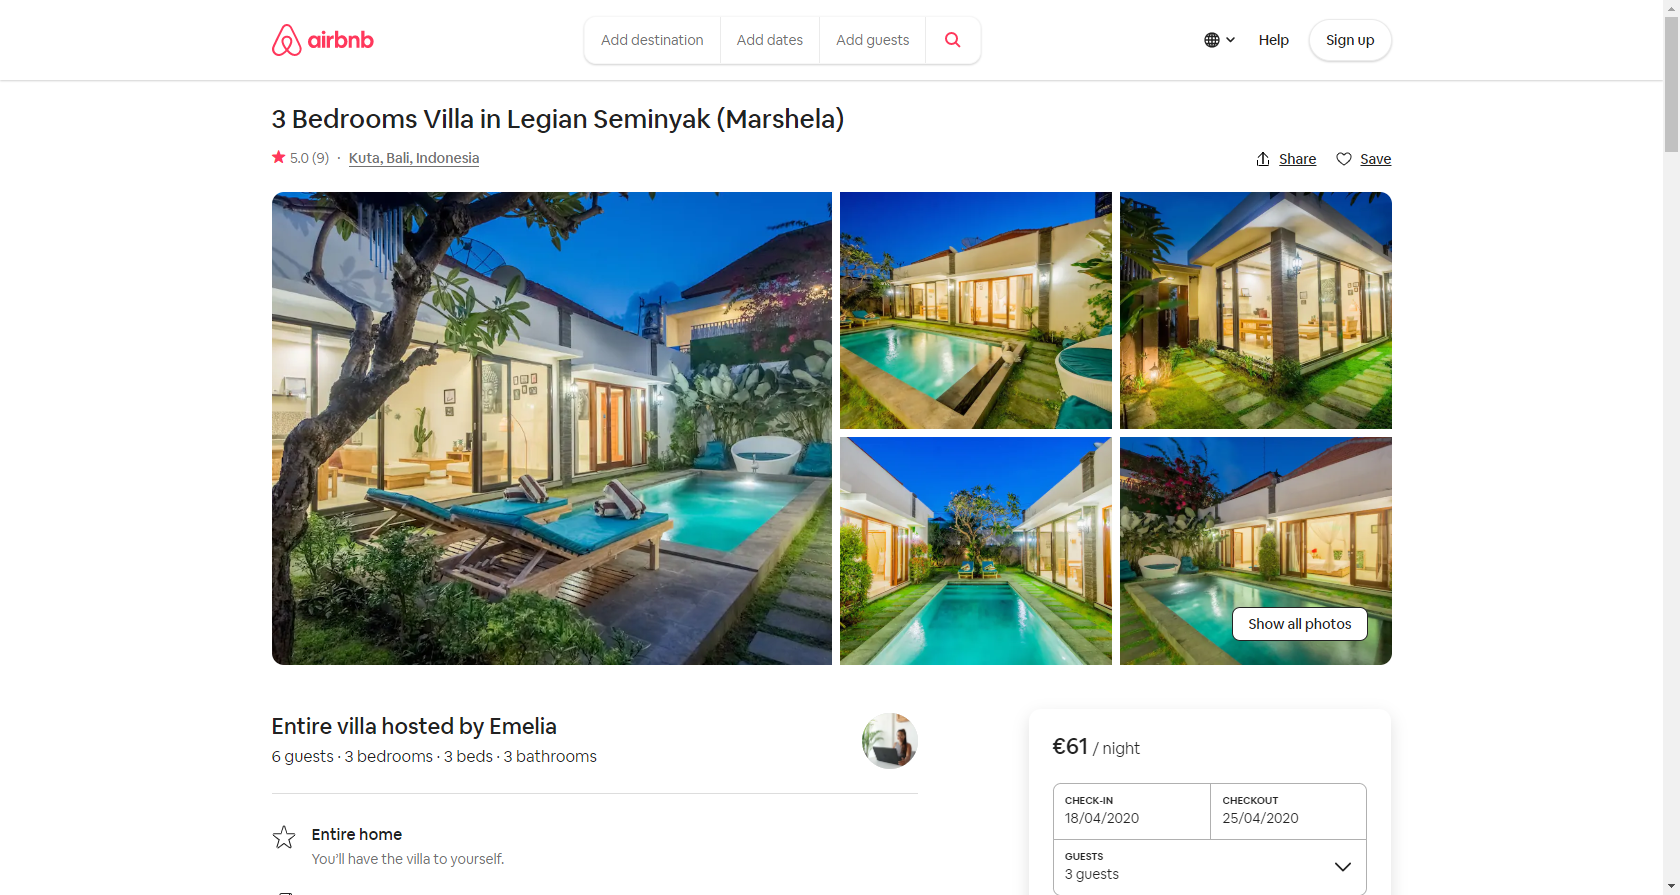 airbnb
Add destination Add dates Add guests
Help Sign up
3 Bedrooms Villa in Legian Seminyak (Marshela)
5.0 (9) · Kuta, Bali, Indonesia
Share Save
Show all photos
Entire villa hosted by Emelia
6 guests · 3 bedrooms · 3 beds · 3 bathrooms
Entire home
You'll have the villa to yourself.
€61 / night
CHECK-IN CHECKOUT
18/04/2020 25/04/2020
GUESTS
3 guests